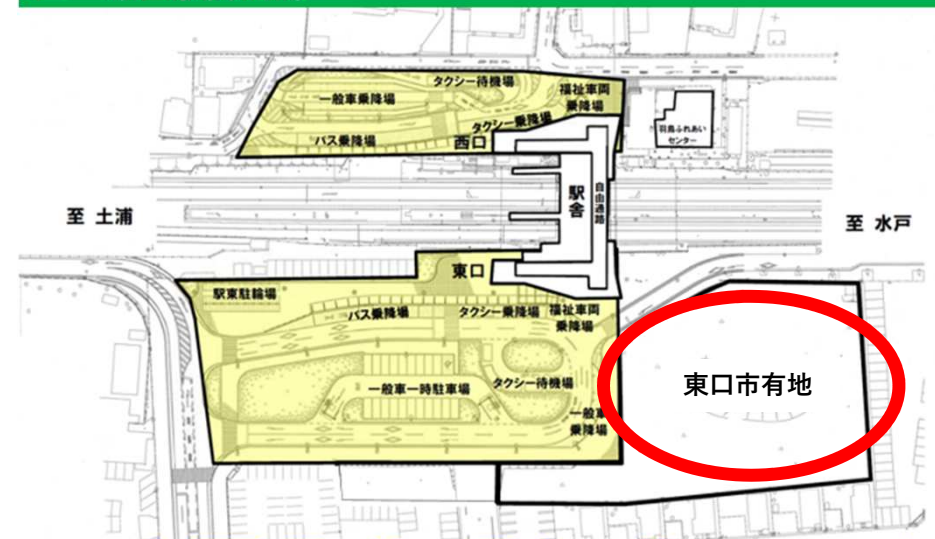 タクシー待機場
一般車乗降場
福祉車両
乗降場
タクシー乗降場
バス乗降場
西口
羽鳥ふれあい
センター
駅舎
自由通路
至 土浦
至 水戸
東口
駅東駐輪場
バス乗降場
タクシー乗降場
福祉車両
乗降場
一般車一時駐車場
タクシー待機場
一般車
乗降場
東口市有地